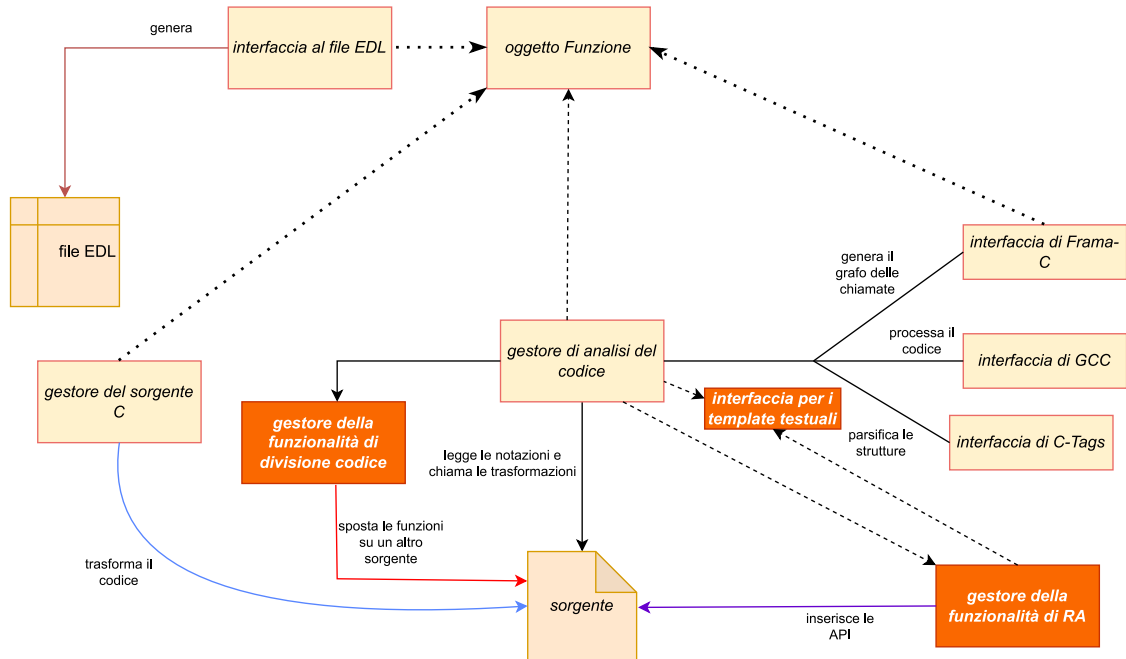 genera
interfaccia al file EDL
oggetto Funzione
file EDL
interfaccia di Frama-
C
genera il
grafo delle
chiamate
processa il
codice
interfaccia di GCC
gestore di analisi del
codice
gestore del sorgente
C
interfaccia per i
template testuali
gestore della
funzionalità di
divisione codice
parsifica le
strutture
interfaccia di C-Tags
legge le notazioni e
chiama le trasformazioni
sposta le funzioni
su un altro
sorgente
trasforma il
codice
sorgente
gestore della
funzionalità di RA
inserisce le
API